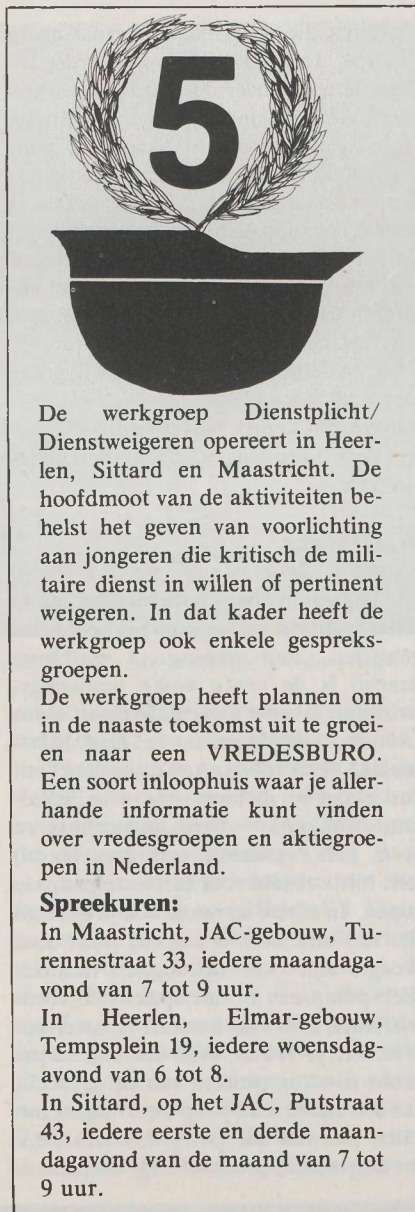 5
De werkgroep Dienstplicht/
Dienstweigeren opereert in Heer-
len, Sittard en Maastricht. De
hoofdmoot van de aktiviteiten be-
helst het geven van voorlichting
aan jongeren die kritisch de mili-
taire dienst in willen of pertinent
weigeren. In dat kader heeft de
werkgroep ook enkele gespreks-
groepen.
De werkgroep heeft plannen om
in de naaste toekomst uit te groei-
en naar een VREDESBURO.
Een soort inloophuis waar je aller-
hande informatie kunt vinden
over vredesgroepen en aktiegroe-
pen in Nederland.
Spreekuren:
In Maastricht, JAC-gebouw, Tu-
rennestraat 33, iedere maandaga-
vond van 7 tot 9 uur.
In Heerlen, Elmar-gebouw,
Tempsplein 19, iedere woensdag-
avond van 6 tot 8.
In Sittard, op het JAC, Putstraat
43, iedere eerste en derde maan-
dagavond van de maand van 7 tot
9 uur.